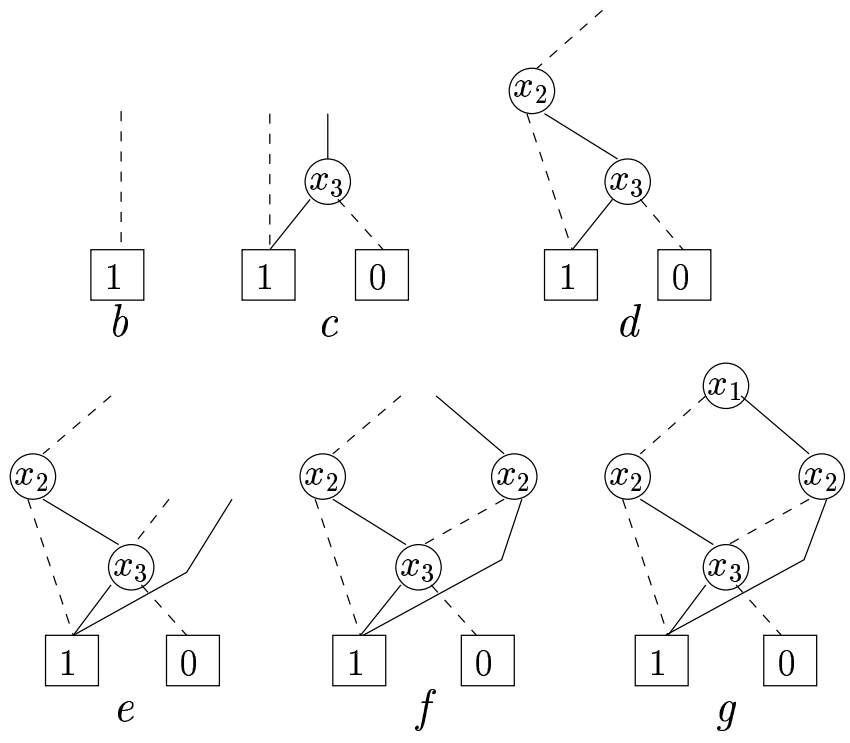 x₂
x₃ x₃
1 1 0 1 0
b c d
x₁
x₂ x₂ x₂ x₂ x₂
x₃ x₃ x₃
1 0 1 0 1 0
e f g